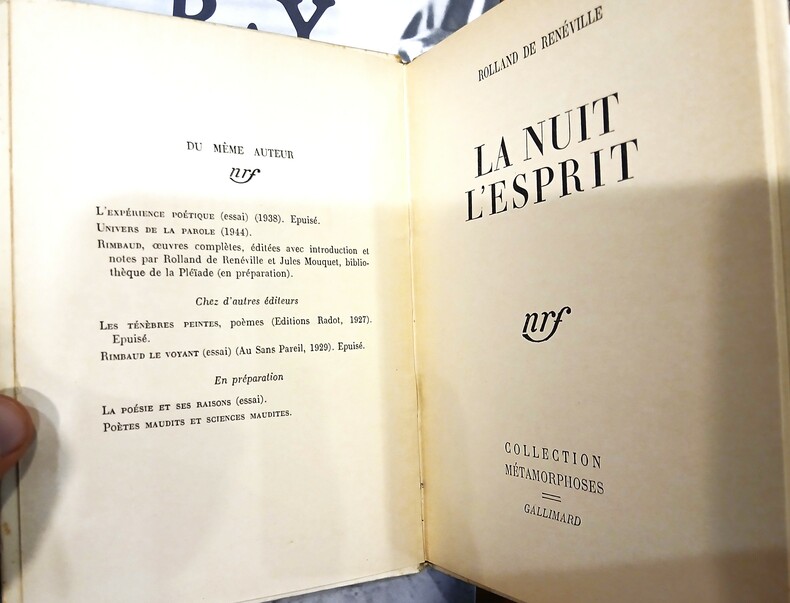 R.Y
DU MÊME AUTEUR
nrf
L'EXPÉRIENCE POÉTIQUE (essai) (1938). Epuisé.
UNIVERS DE LA PAROLE (1944).
RIMBAUD, œuvres complètes, éditées avec introduction et
notes par Rolland de Renéville et Jules Mouquet, biblio-
thèque de la Pléïade (en préparation).
Chez d'autres éditeurs
LES TÉNÈBRES PEINTES, poèmes (Editions Radot, 1927).
Epuisé.
RIMBAUD LE VOYANT (essai) (Au Sans Pareil, 1929). Epuisé.
En préparation
LA POÉSIE ET SES RAISONS (essai).
POÈTES MAUDITS ET SCIENCES MAUDITES.
ROLLAND DE RENÉVILLE
LA NUIT
L'ESPRIT
nrf
COLLECTION
MÉTAMORPHOSES
GALLIMARD